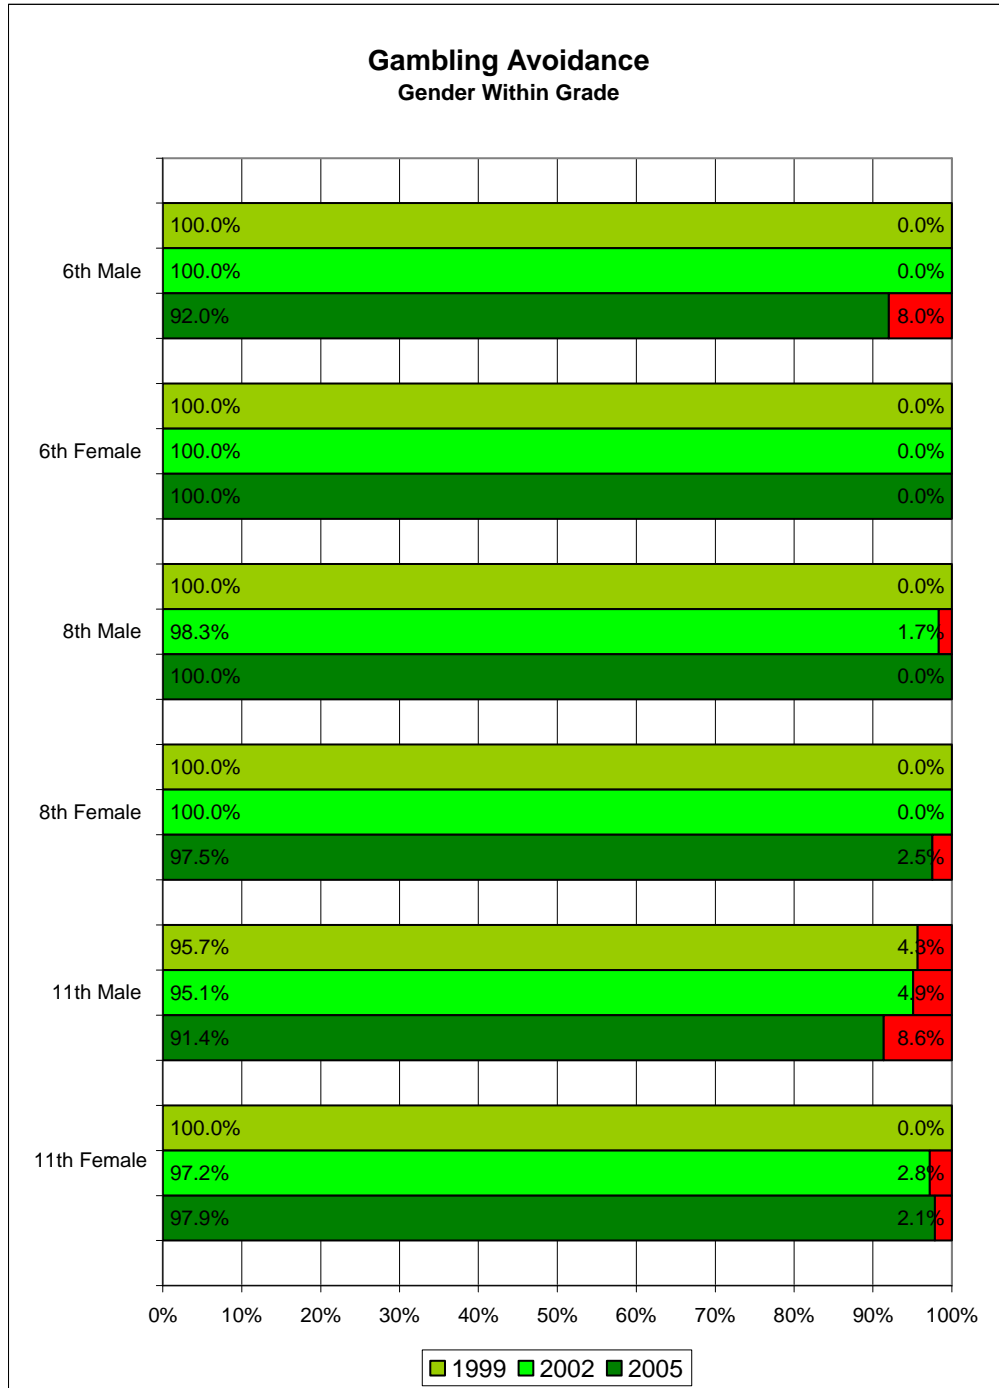 Gambling Avoidance
Gender Within Grade
100.0% 0.0%
6th Male 100.0% 0.0%
92.0% 8.0%
100.0% 0.0%
6th Female 100.0% 0.0%
100.0% 0.0%
100.0% 0.0%
8th Male 98.3% 1.7%
100.0% 0.0%
100.0% 0.0%
8th Female 100.0% 0.0%
97.5% 2.5%
95.7% 4.3%
11th Male 95.1% 4.9%
91.4% 8.6%
100.0% 0.0%
11th Female 97.2% 2.8%
97.9% 2.1%
0% 10% 20% 30% 40% 50% 60% 70% 80% 90% 100%
1999 2002 2005